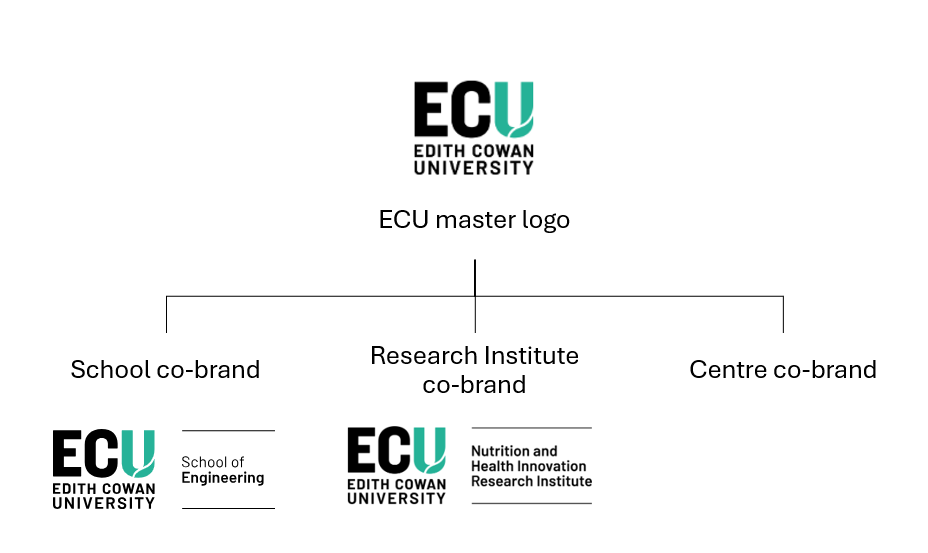 ECU
EDITH COWAN
UNIVERSITY
ECU master logo
School co-brand
Research Institute
co-brand
Centre co-brand
ECU
EDITH COWAN
UNIVERSITY
School of
Engineering
ECU
EDITH COWAN
UNIVERSITY
Nutrition and
Health Innovation
Research Institute